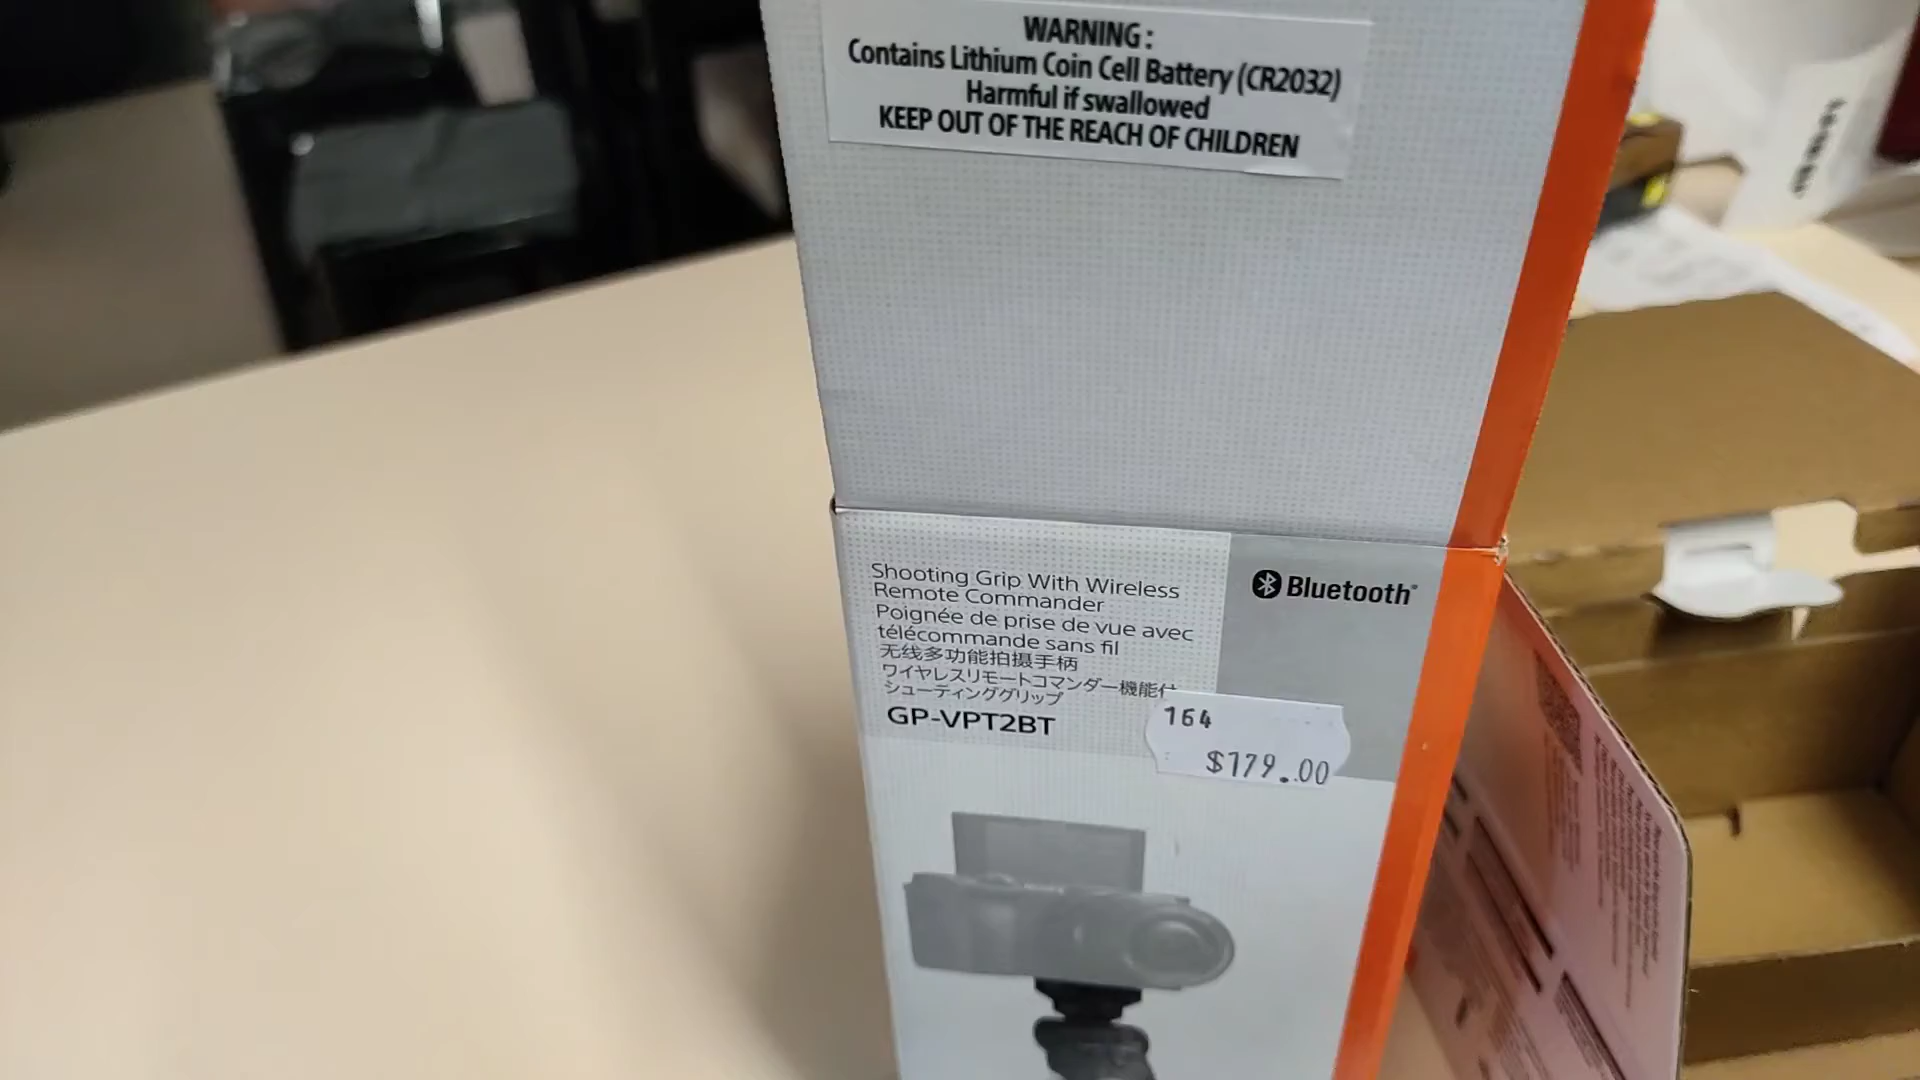 WARNING :
Contains Lithium Coin Cell Battery (CR2032)
Harmful if swallowed
KEEP OUT OF THE REACH OF CHILDREN
Shooting Grip With Wireless
Remote Commander
Poignée de prise de vue avec
télécommande sans fil
无线多功能拍摄手柄
ワイヤレスリモートコマンダー機能付
シューティンググリップ
GP-VPT2BT
Bluetooth®
164
$179.00